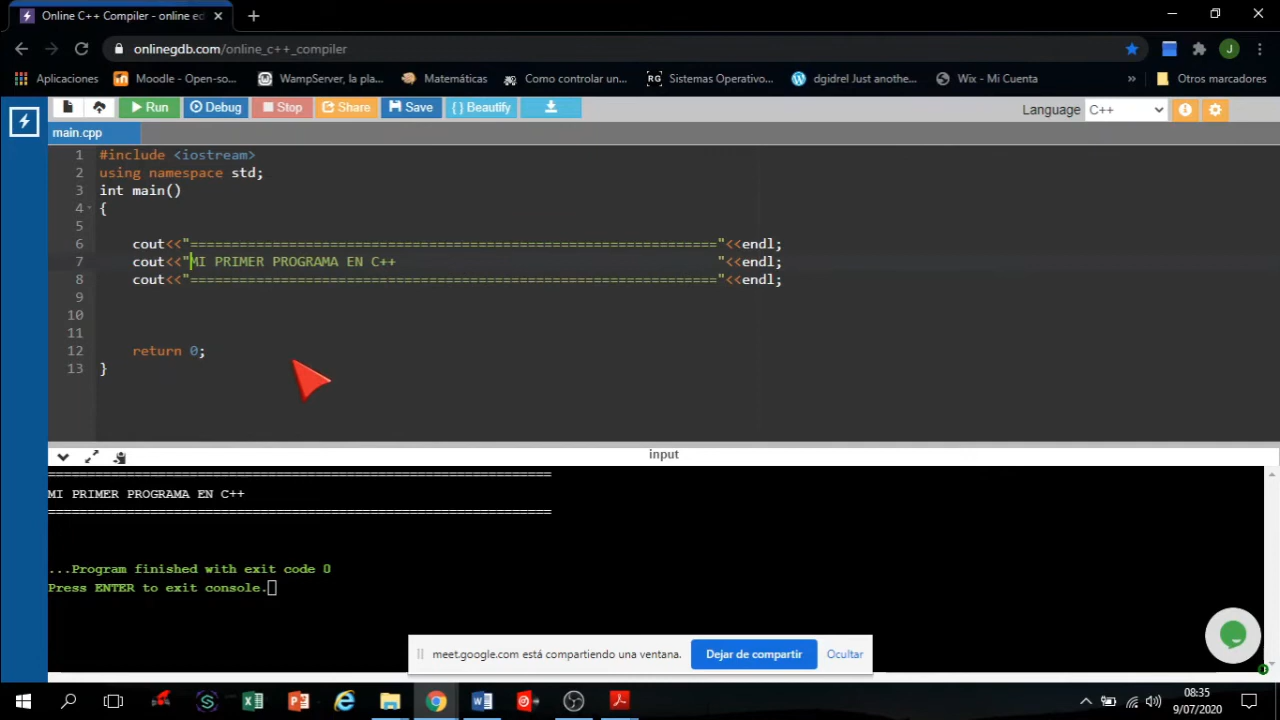 Online C++ Compiler - online ed
onlinegdb.com/online_c++_compiler
J
Aplicaciones Moodle - Open-so... WampServer, la pla... Matemáticas Como controlar un... RG Sistemas Operativo... dgidrel Just anothe... Wix - Mi Cuenta » Otros marcadores
Run Debug Stop Share Save { } Beautify Language C++
main.cpp
1 #include <iostream>
2 using namespace std;
3 int main()
4 {
5
6 cout<<"================================================================"<<endl;
7 cout<<"MI PRIMER PROGRAMA EN C++                                       "<<endl;
8 cout<<"================================================================"<<endl;
9
10
11
12 return 0;
13 }
input
================================================================
MI PRIMER PROGRAMA EN C++
================================================================
...Program finished with exit code 0
Press ENTER to exit console.
meet.google.com está compartiendo una ventana. Dejar de compartir Ocultar
08:35
9/07/2020